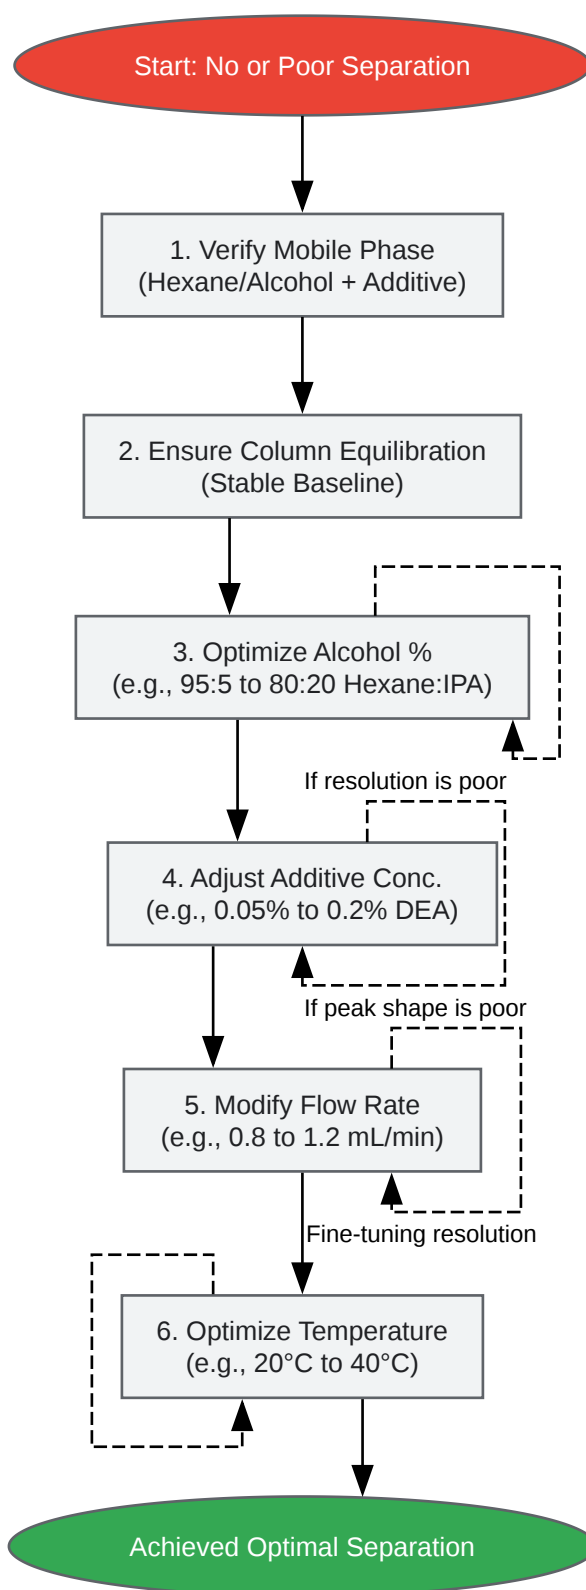 Start: No or Poor Separation
1. Verify Mobile Phase
(Hexane/Alcohol + Additive)
2. Ensure Column Equilibration
(Stable Baseline)
3. Optimize Alcohol %
(e.g., 95:5 to 80:20 Hexane:IPA)
If resolution is poor
4. Adjust Additive Conc.
(e.g., 0.05% to 0.2% DEA)
If peak shape is poor
5. Modify Flow Rate
(e.g., 0.8 to 1.2 mL/min)
Fine-tuning resolution
6. Optimize Temperature
(e.g., 20°C to 40°C)
Achieved Optimal Separation